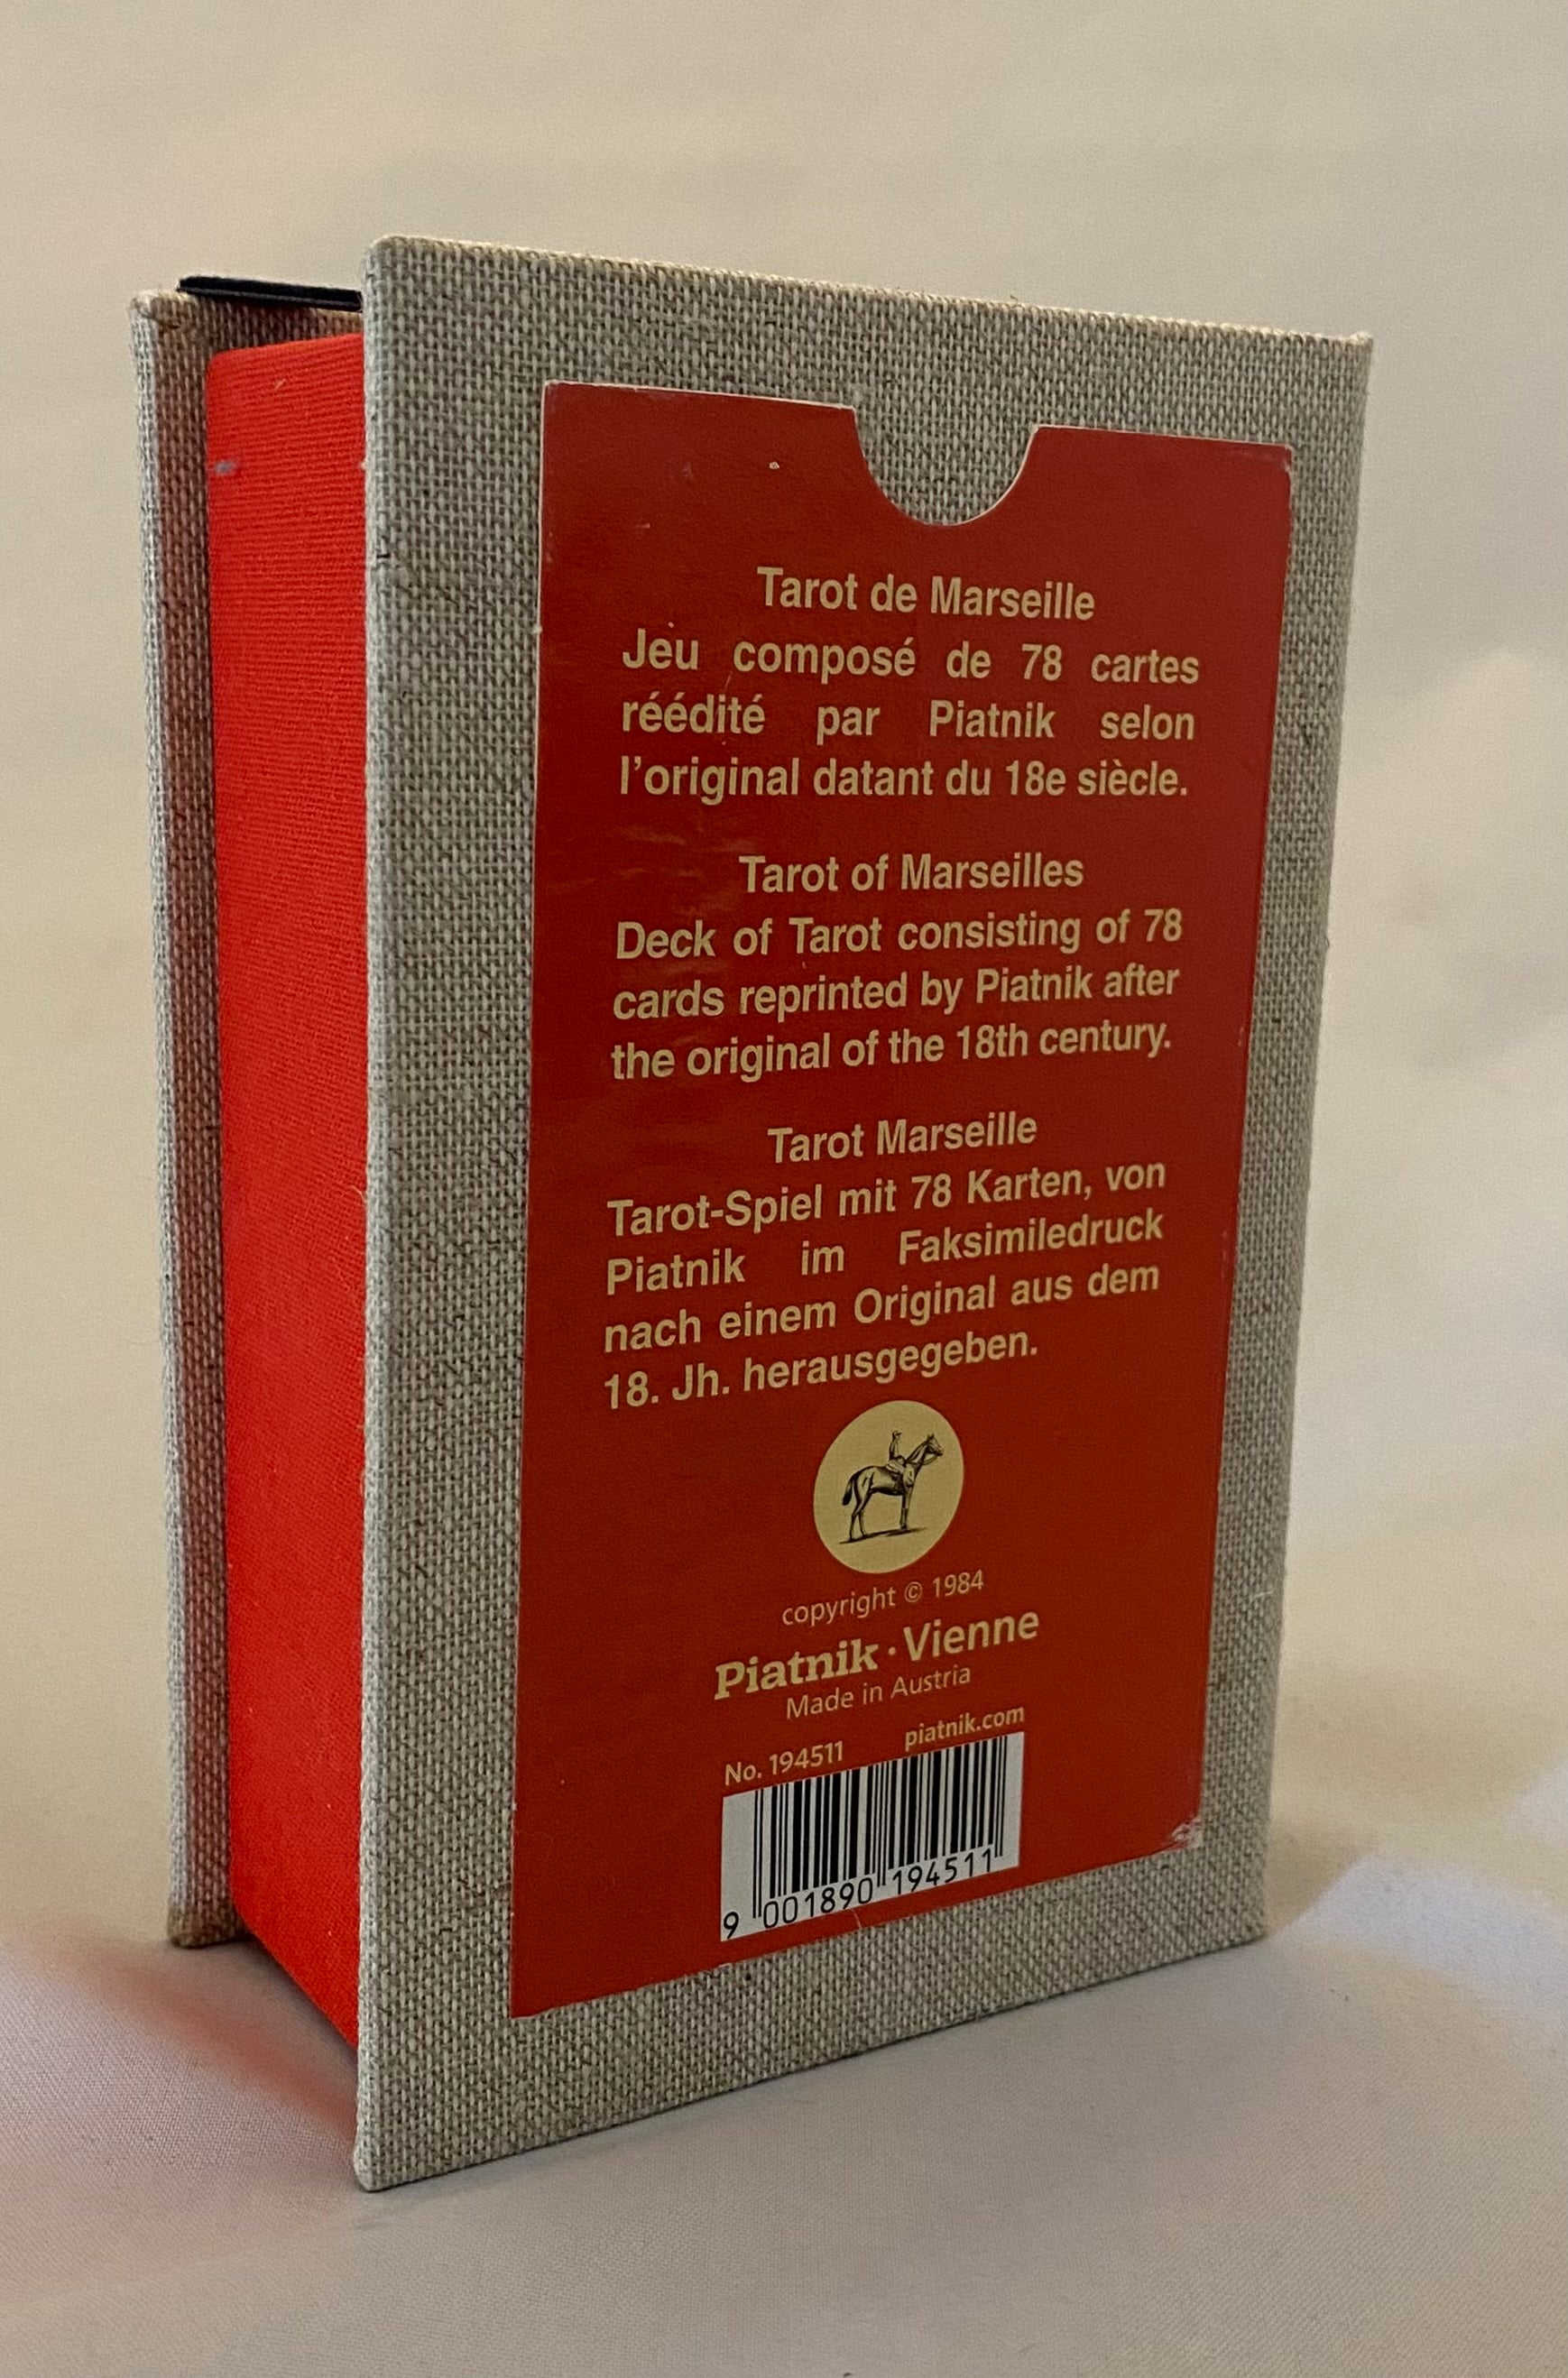 Tarot de Marseille
Jeu composé de 78 cartes
réédité par Piatnik selon
l'original datant du 18e siècle.
Tarot of Marseilles
Deck of Tarot consisting of 78
cards reprinted by Piatnik after
the original of the 18th century.
Tarot Marseille
Tarot-Spiel mit 78 Karten, von
Piatnik im Faksimiledruck
nach einem Original aus dem
18. Jh. herausgegeben.
copyright © 1984
Piatnik · Vienne
Made in Austria
No. 194511 piatnik.com
9 001890 194511